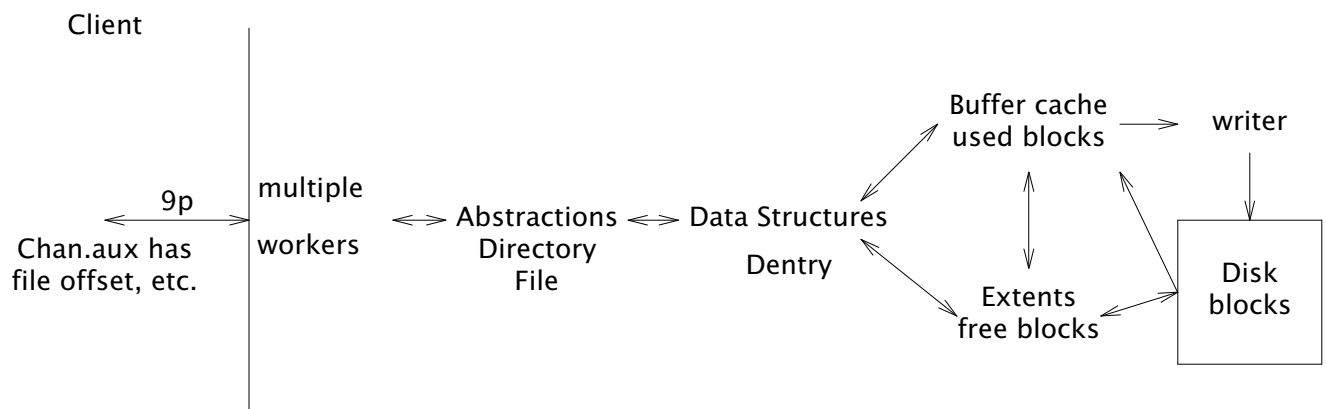 Client
9p
Chan.aux has
file offset, etc.
multiple
workers
Abstractions
Directory
File
Data Structures
Dentry
Buffer cache
used blocks
Extents
free blocks
writer
Disk
blocks